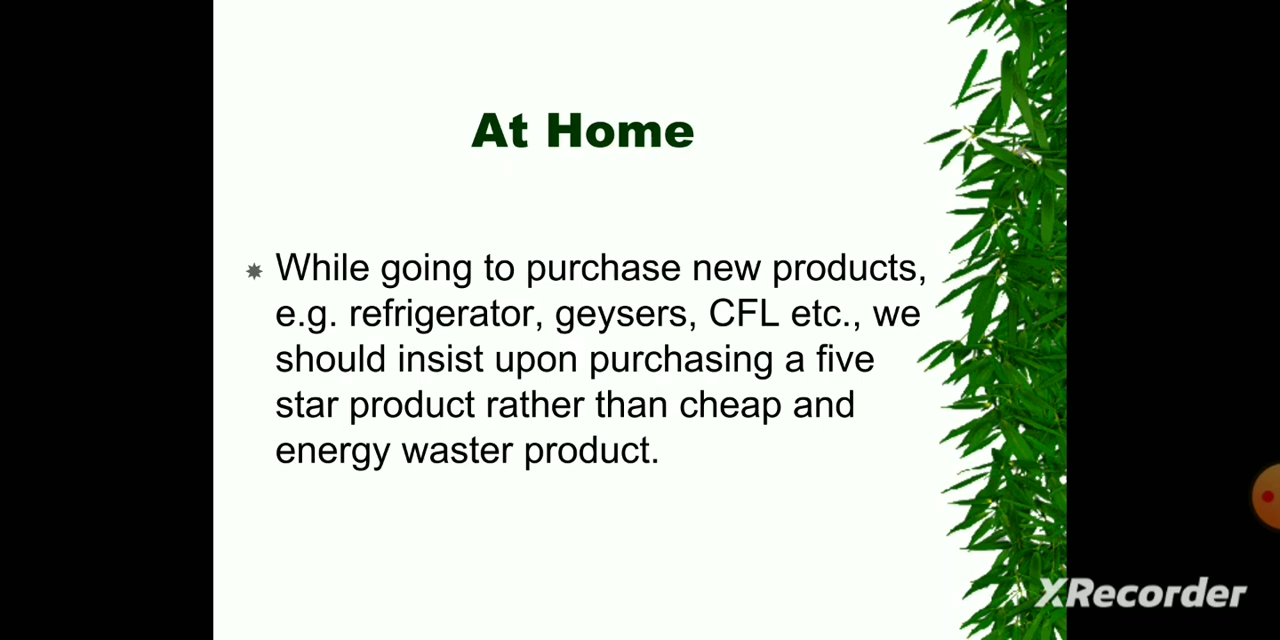 At Home
While going to purchase new products,
e.g. refrigerator, geysers, CFL etc., we
should insist upon purchasing a five
star product rather than cheap and
energy waster product.
XRecorder